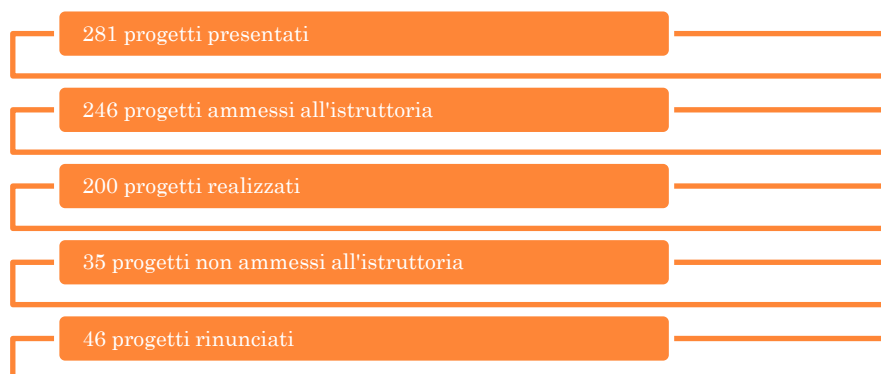 281 progetti presentati
246 progetti ammessi all'istruttoria
200 progetti realizzati
35 progetti non ammessi all'istruttoria
46 progetti rinunciati